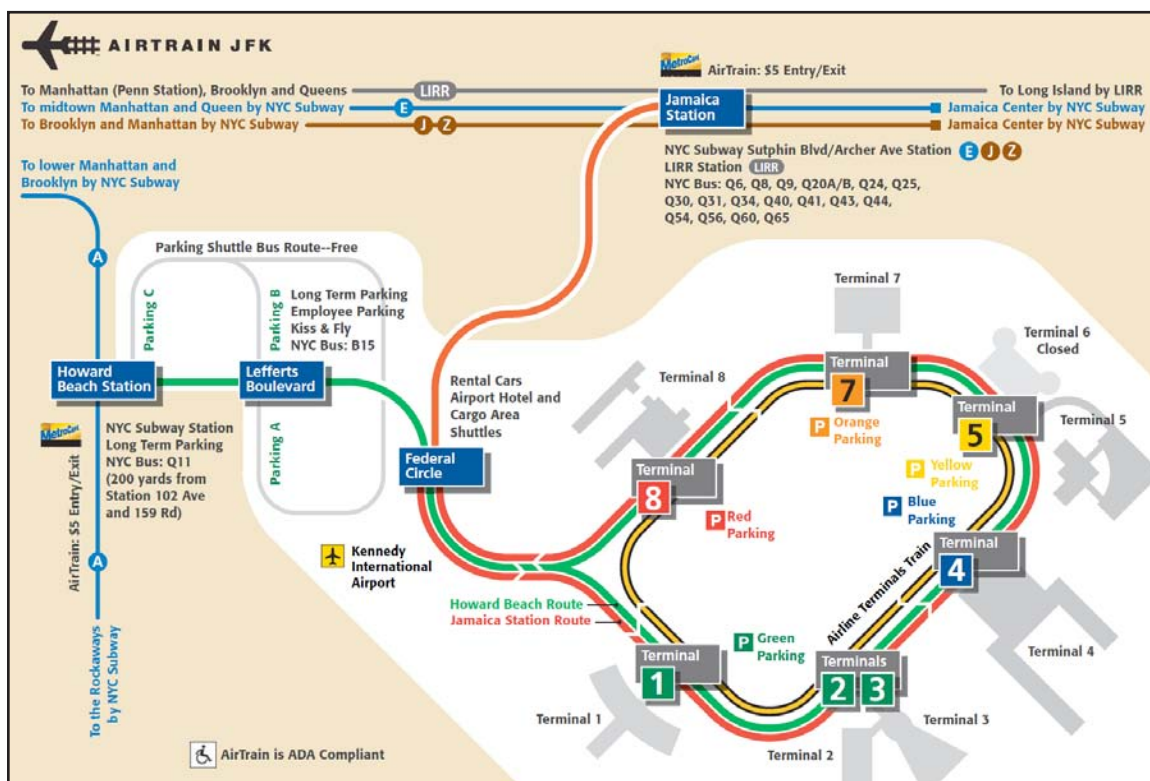 AIRTRAIN JFK
MetroCard
AirTrain: $5 Entry/Exit
To Manhattan (Penn Station), Brooklyn and Queens
LIRR
To Long Island by LIRR
To midtown Manhattan and Queen by NYC Subway
E
Jamaica Center by NYC Subway
To Brooklyn and Manhattan by NYC Subway
J Z
Jamaica Center by NYC Subway
Jamaica
Station
NYC Subway Sutphin Blvd/Archer Ave Station E J Z
LIRR Station LIRR
NYC Bus: Q6, Q8, Q9, Q20A/B, Q24, Q25,
Q30, Q31, Q34, Q40, Q41, Q43, Q44,
Q54, Q56, Q60, Q65
To lower Manhattan and
Brooklyn by NYC Subway
A
Parking Shuttle Bus Route--Free
Parking C
Parking B
Long Term Parking
Employee Parking
Kiss & Fly
NYC Bus: B15
Howard
Beach Station
Lefferts
Boulevard
Parking A
MetroCard
AirTrain: $5 Entry/Exit
NYC Subway Station
Long Term Parking
NYC Bus: Q11
(200 yards from
Station 102 Ave
and 159 Rd)
A
To the Rockaways
by NYC Subway
Rental Cars
Airport Hotel and
Cargo Area
Shuttles
Federal
Circle
Kennedy
International
Airport
Howard Beach Route
Jamaica Station Route
Terminal 7
Terminal
7
P Orange
Parking
Terminal 6
Closed
Terminal
5
Terminal 5
P Yellow
Parking
Terminal 8
Terminal
8
P Red
Parking
P Blue
Parking
Terminal
4
Terminal 4
Airline Terminals Train
P Green
Parking
Terminal
1
Terminal 1
Terminals
2 3
Terminal 3
Terminal 2
AirTrain is ADA Compliant